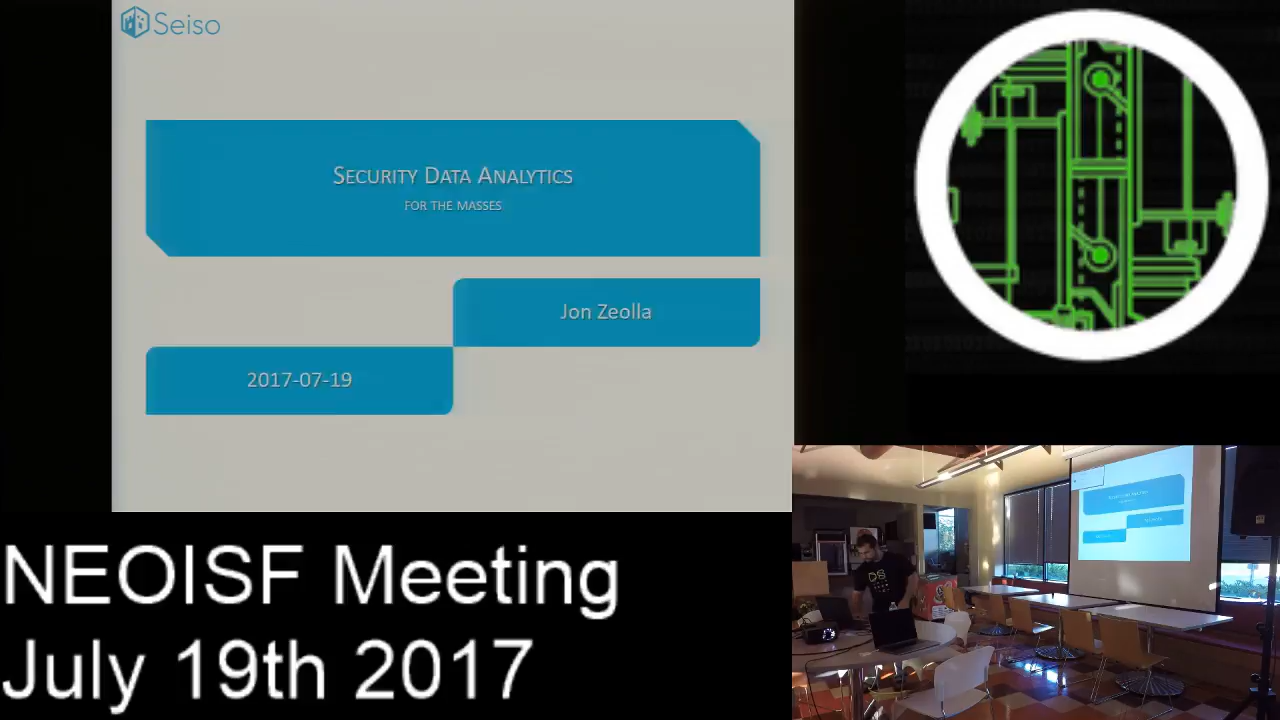 Seiso
SECURITY DATA ANALYTICS
FOR THE MASSES
Jon Zeolla
2017-07-19
NEOISF Meeting
July 19th 2017